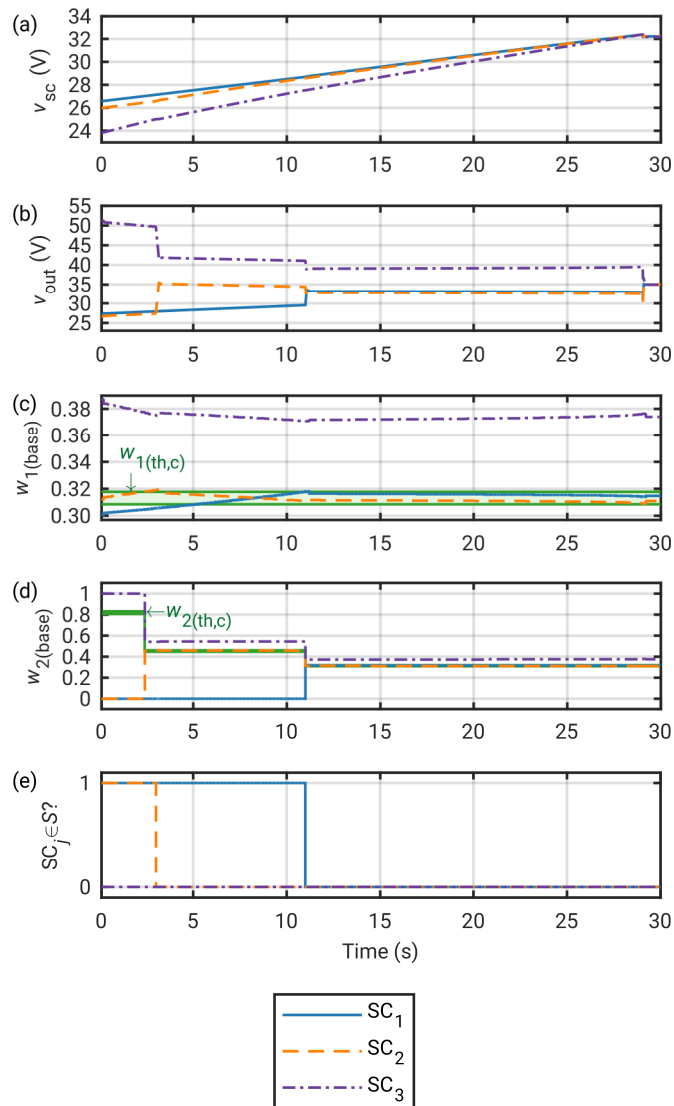 (a)
34
32
30
28
26
24
v_sc (V)
0 5 10 15 20 25 30
(b)
55
50
45
40
35
30
25
v_out (V)
0 5 10 15 20 25 30
(c)
0.38
0.36
0.34
0.32
0.30
w_1(base)
w_1(th,c)
↓
0 5 10 15 20 25 30
(d)
1
0.8
0.6
0.4
0.2
0
w_2(base)
←w_2(th,c)
0 5 10 15 20 25 30
(e)
1
0
SC_j∈S?
0 5 10 15 20 25 30
Time (s)
SC_1
SC_2
SC_3